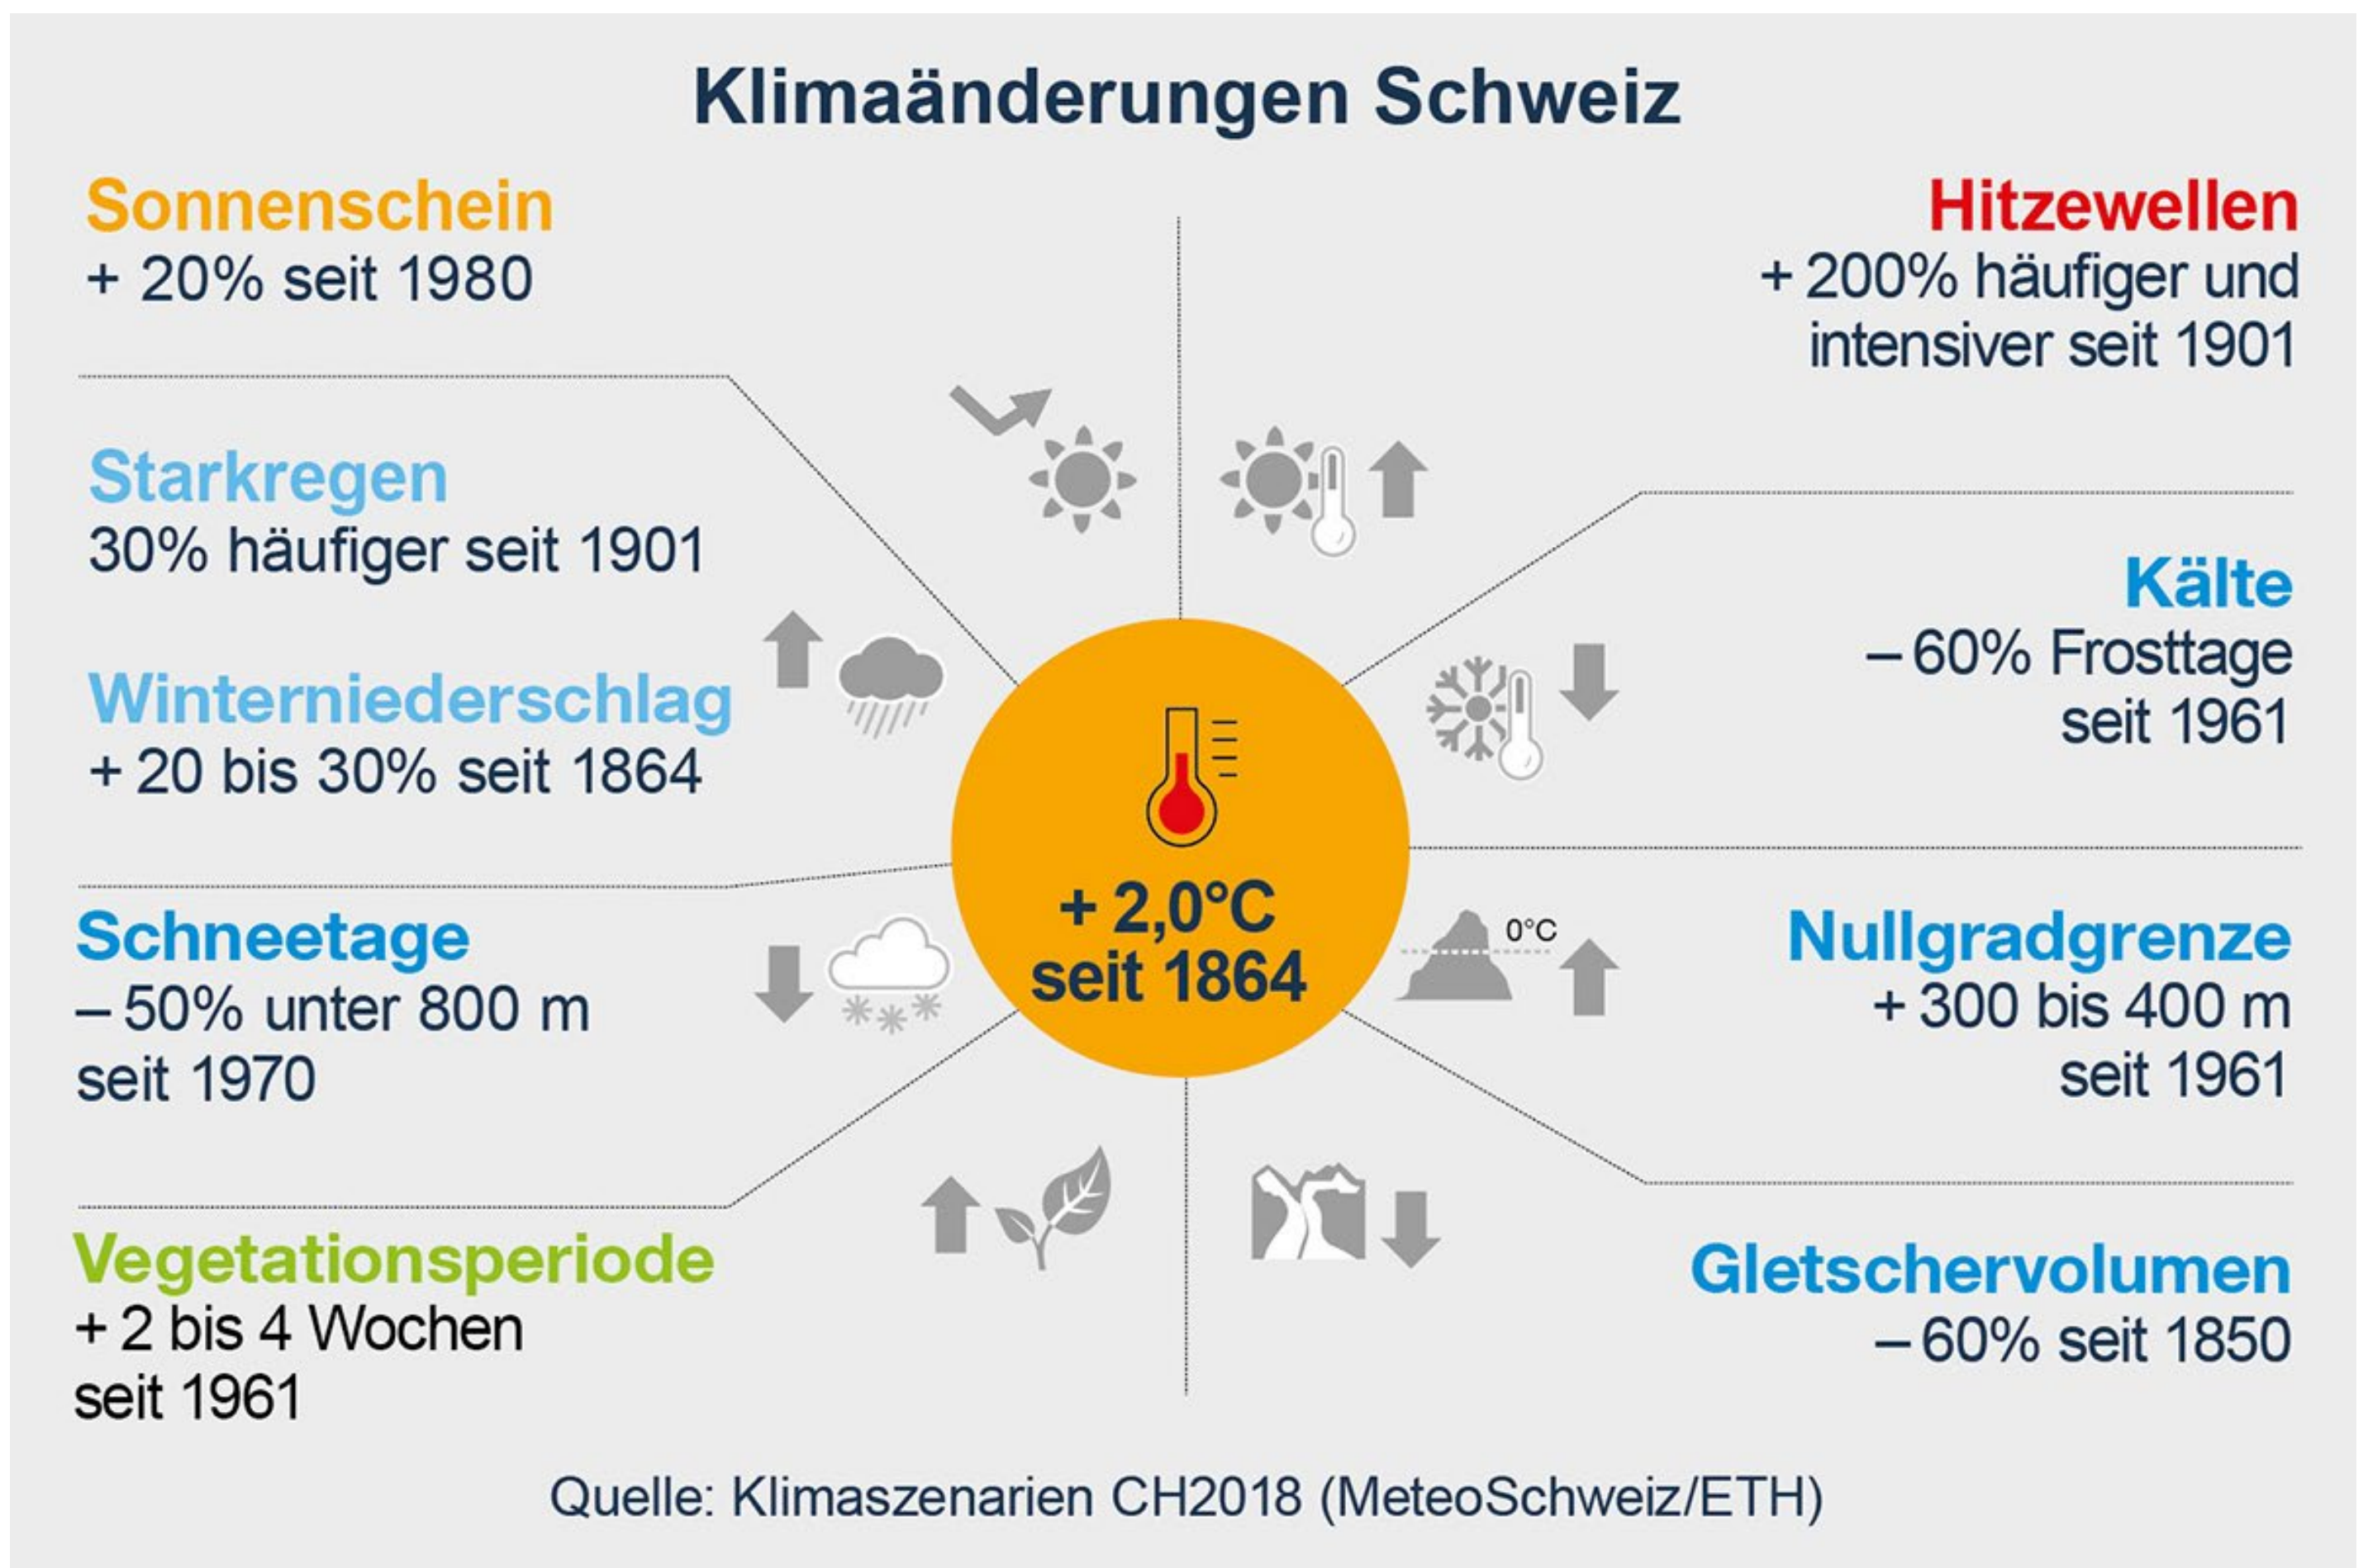 Klimaänderungen Schweiz
Sonnenschein
+ 20% seit 1980
Starkregen
30% häufiger seit 1901
Winterniederschlag
+ 20 bis 30% seit 1864
Schneetage
– 50% unter 800 m
seit 1970
Vegetationsperiode
+ 2 bis 4 Wochen
seit 1961
+ 2,0°C
seit 1864
Hitzewellen
+ 200% häufiger und
intensiver seit 1901
Kälte
– 60% Frosttage
seit 1961
0°C
Nullgradgrenze
+ 300 bis 400 m
seit 1961
Gletschervolumen
– 60% seit 1850
Quelle: Klimaszenarien CH2018 (MeteoSchweiz/ETH)